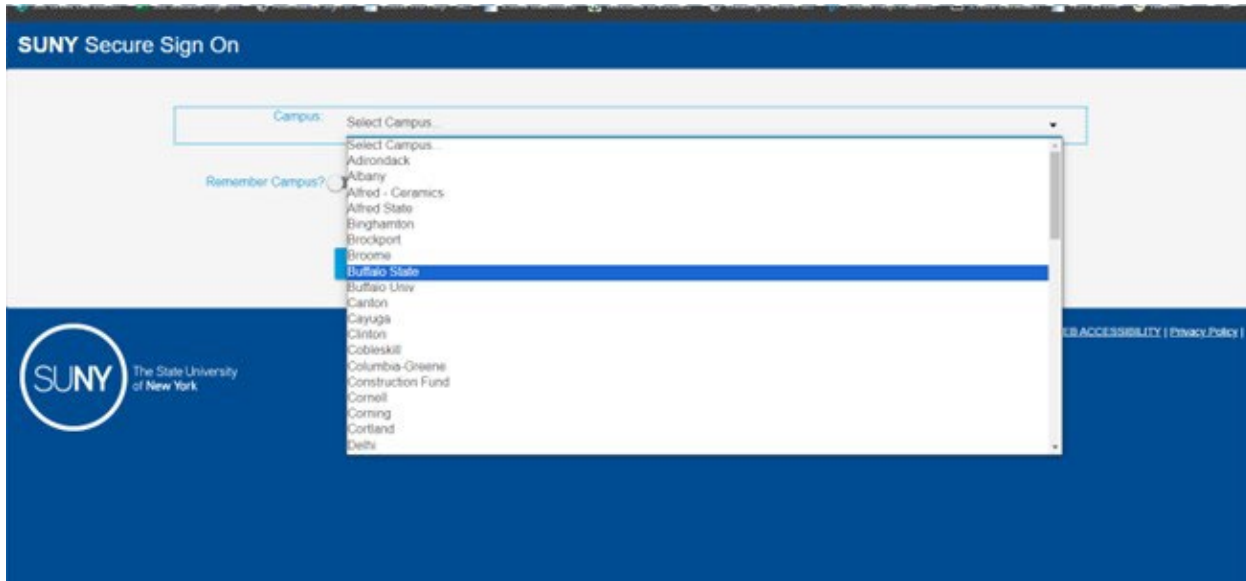 SUNY Secure Sign On
Campus:
Select Campus...
Select Campus...
Adirondack
Albany
Remember Campus?
Alfred - Ceramics
Alfred State
Binghamton
Brockport
Broome
Buffalo State
Buffalo Univ
Canton
Cayuga
Clinton
Cobleskill
Columbia-Greene
Construction Fund
Cornell
Corning
Cortland
Delhi
ACCESSIBILITY | Privacy Policy |
SUNY
The State University
of New York